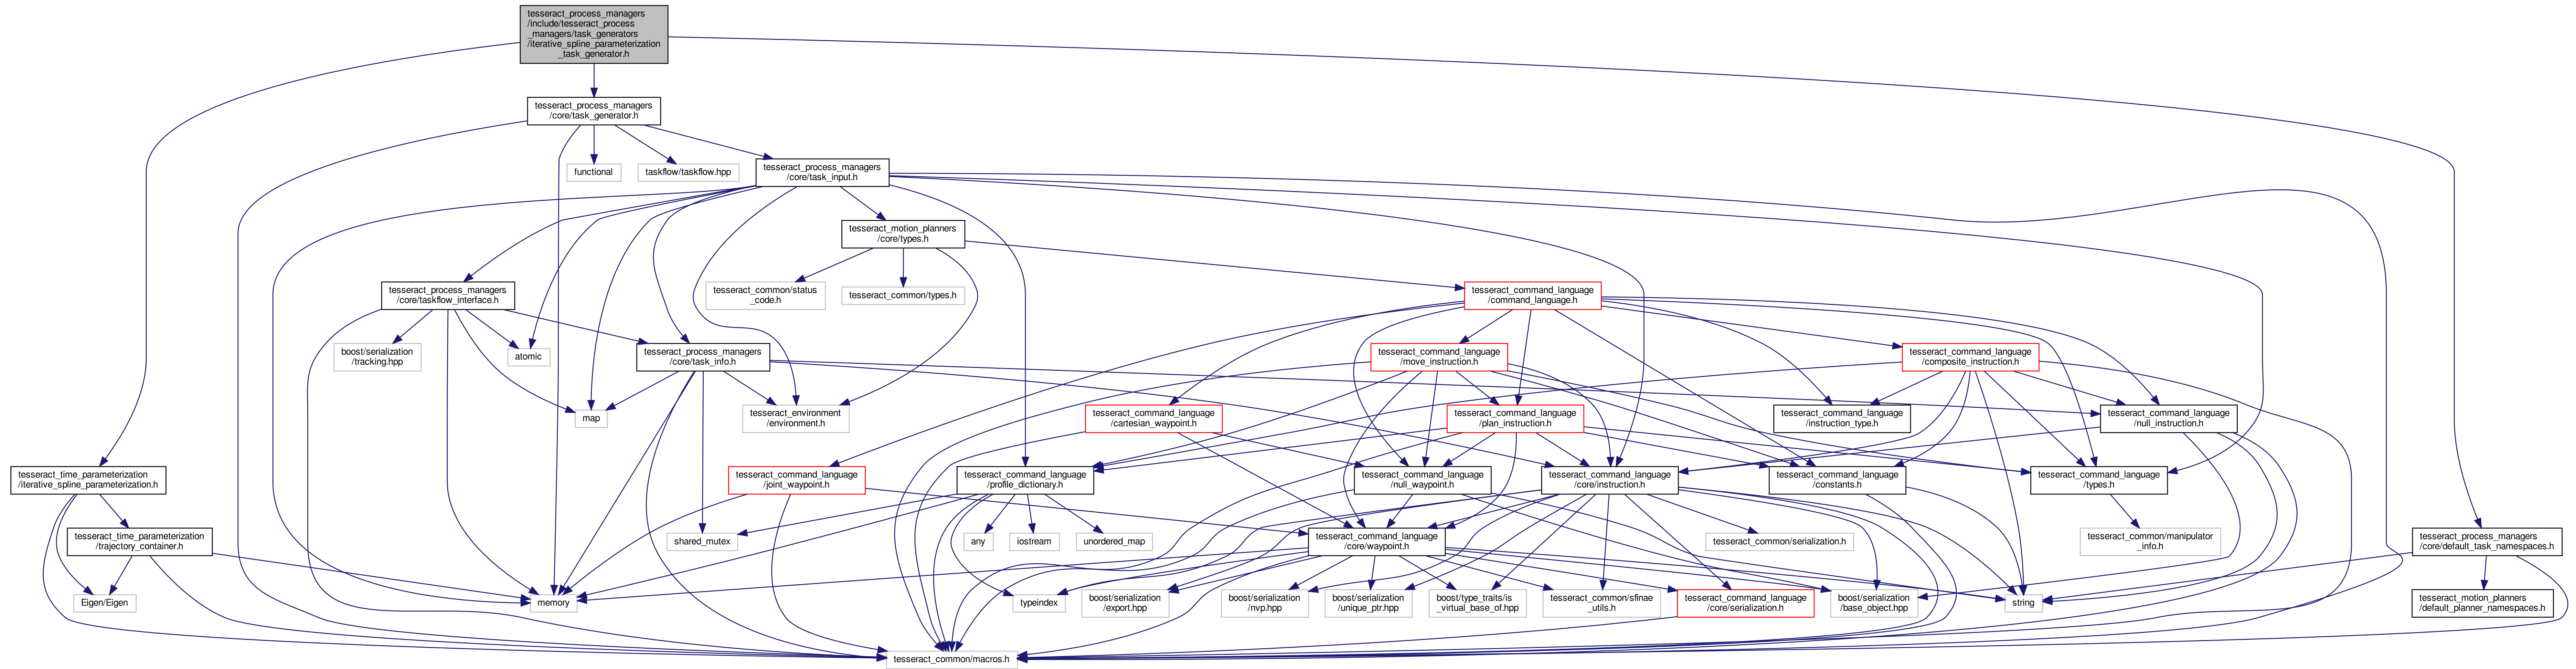 tesseract_process_managers
/include/tesseract_process
_managers/task_generators
/iterative_spline_parameterization
_task_generator.h
tesseract_process_managers
/core/task_generator.h
functional
taskflow/taskflow.hpp
tesseract_process_managers
/core/task_input.h
tesseract_motion_planners
/core/types.h
tesseract_process_managers
/core/taskflow_interface.h
tesseract_common/status
_code.h
tesseract_common/types.h
tesseract_command_language
/command_language.h
boost/serialization
/tracking.hpp
atomic
tesseract_process_managers
/core/task_info.h
tesseract_command_language
/move_instruction.h
tesseract_command_language
/composite_instruction.h
map
tesseract_environment
/environment.h
tesseract_command_language
/cartesian_waypoint.h
tesseract_command_language
/plan_instruction.h
tesseract_command_language
/instruction_type.h
tesseract_command_language
/null_instruction.h
tesseract_time_parameterization
/iterative_spline_parameterization.h
tesseract_command_language
/joint_waypoint.h
tesseract_command_language
/profile_dictionary.h
tesseract_command_language
/null_waypoint.h
tesseract_command_language
/core/instruction.h
tesseract_command_language
/constants.h
tesseract_command_language
/types.h
tesseract_time_parameterization
/trajectory_container.h
shared_mutex
any
iostream
unordered_map
tesseract_command_language
/core/waypoint.h
tesseract_common/serialization.h
tesseract_common/manipulator
_info.h
tesseract_process_managers
/core/default_task_namespaces.h
Eigen/Eigen
memory
typeindex
boost/serialization
/export.hpp
boost/serialization
/nvp.hpp
boost/serialization
/unique_ptr.hpp
boost/type_traits/is
_virtual_base_of.hpp
tesseract_common/sfinae
_utils.h
tesseract_command_language
/core/serialization.h
boost/serialization
/base_object.hpp
string
tesseract_motion_planners
/default_planner_namespaces.h
tesseract_common/macros.h